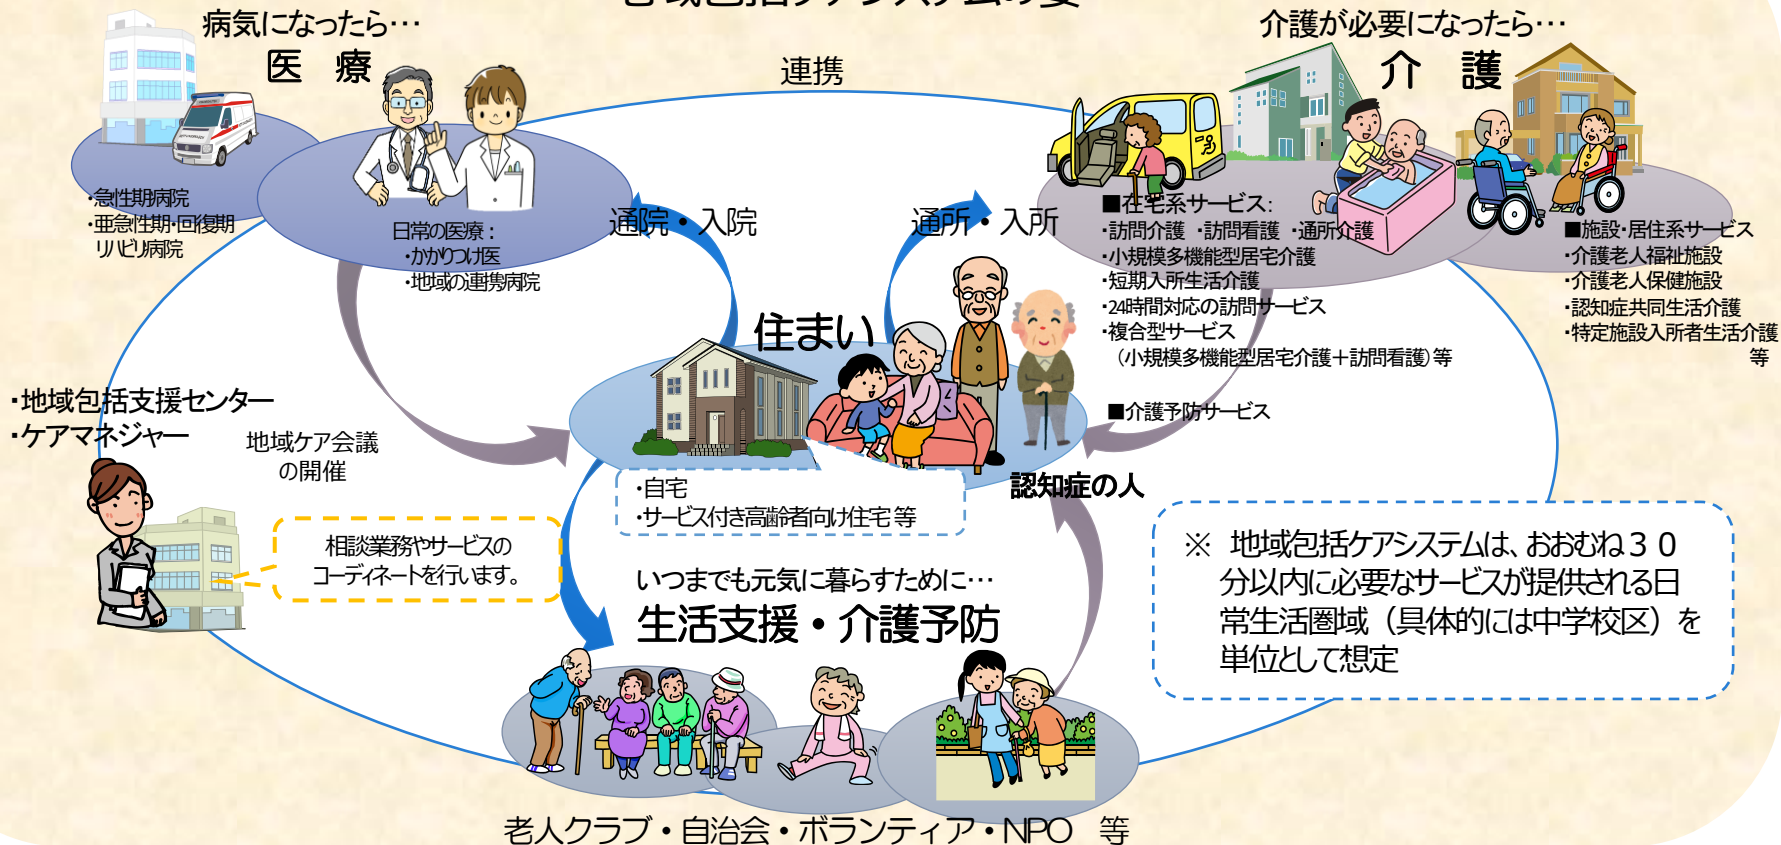 地域包括ケアシステムの姿
病気になったら…
医 療
連携
介護が必要になったら…
介 護
・急性期病院
・亜急性期・回復期
リハビリ病院
日常の医療：
・かかりつけ医
・地域の連携病院
通院・入院
通所・入所
■在宅系サービス：
・訪問介護 ・訪問看護 ・通所介護
・小規模多機能型居宅介護
・短期入所生活介護
・24時間対応の訪問サービス
・複合型サービス
（小規模多機能型居宅介護＋訪問看護）等
■介護予防サービス
■施設・居住系サービス
・介護老人福祉施設
・介護老人保健施設
・認知症共同生活介護
・特定施設入所者生活介護
等
住まい
・自宅
・サービス付き高齢者向け住宅 等
認知症の人
・地域包括支援センター
・ケアマネジャー
地域ケア会議
の開催
相談業務やサービスの
コーディネートを行います。
いつまでも元気に暮らすために…
生活支援・介護予防
※ 地域包括ケアシステムは、おおむね３０
分以内に必要なサービスが提供される日
常生活圏域（具体的には中学校区）を
単位として想定
老人クラブ・自治会・ボランティア・NPO 等